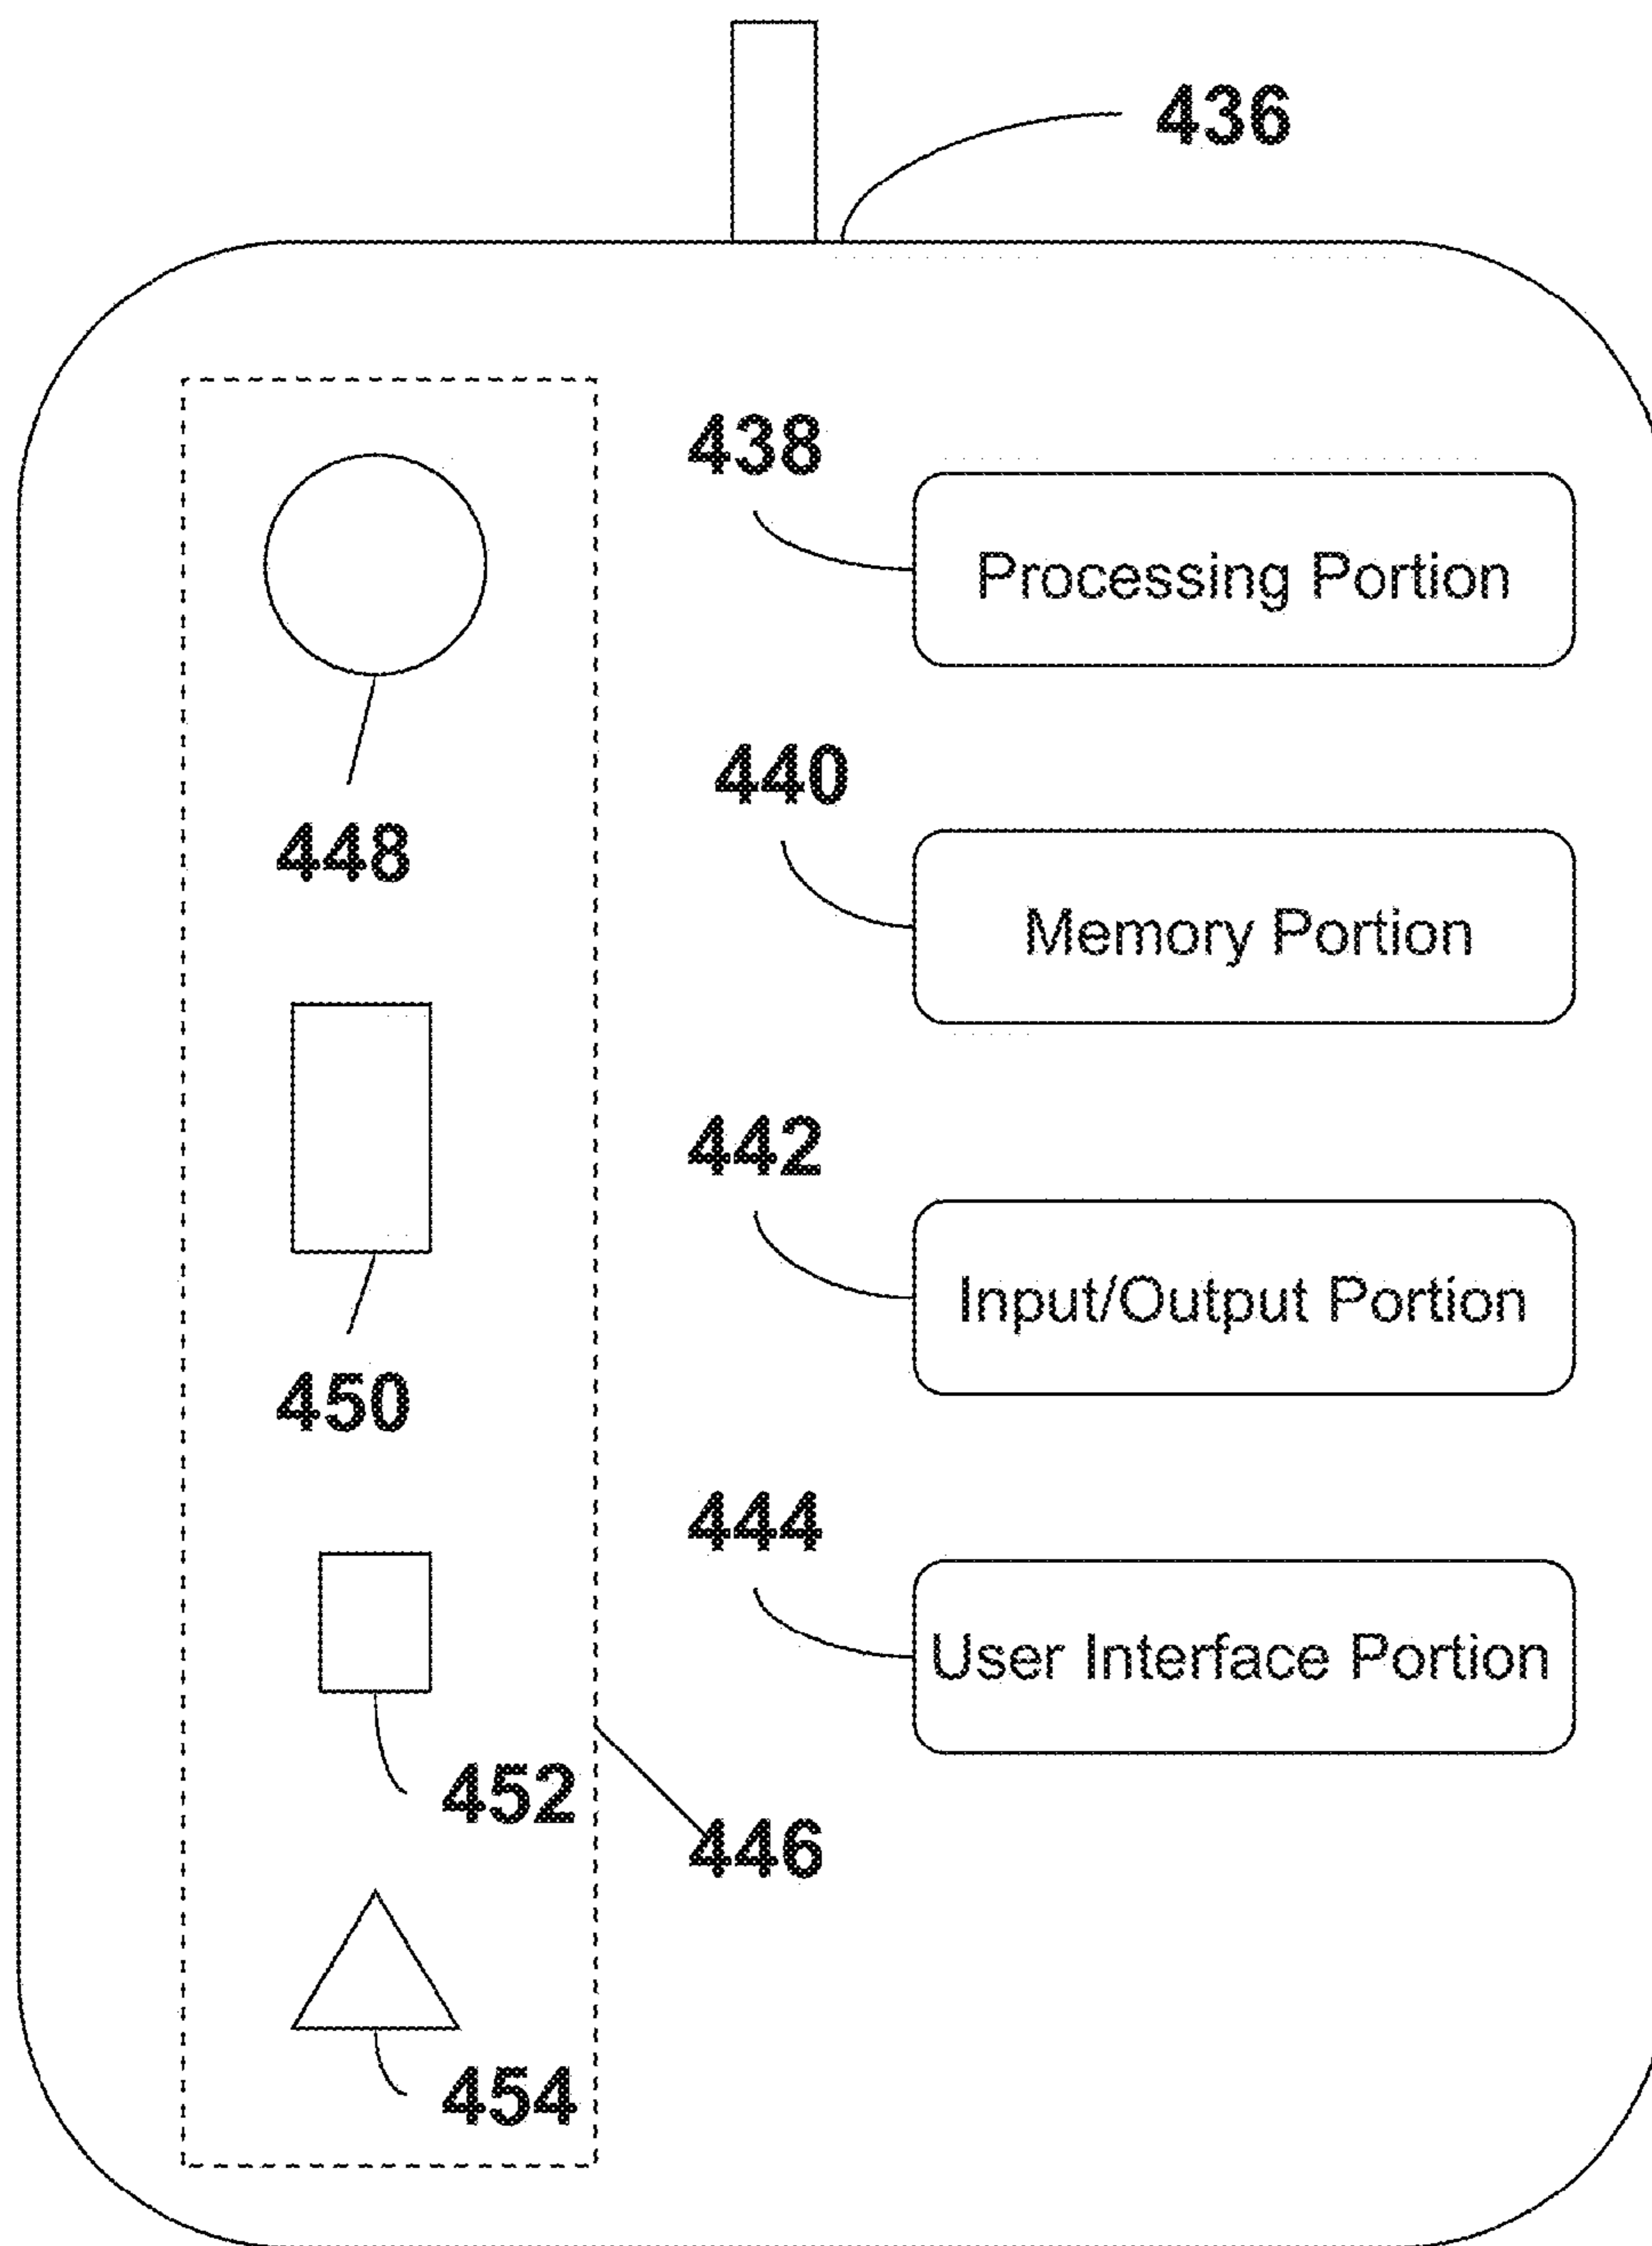 436
438
Processing Portion
440
448
Memory Portion
442
Input/Output Portion
450
444
User Interface Portion
452
446
454